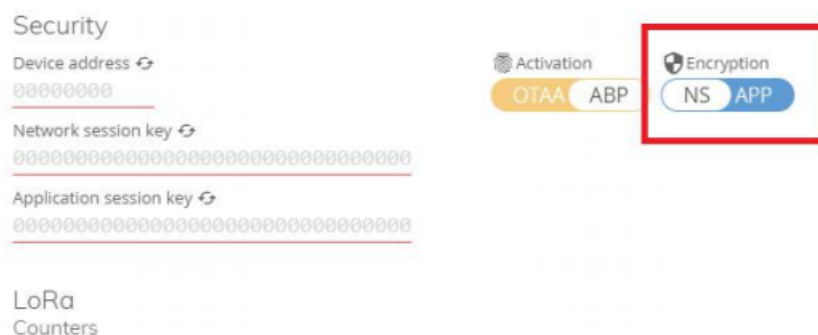 Security
Device address
00000000
Network session key
00000000000000000000000000000000
Application session key
00000000000000000000000000000000
Activation
OTAA ABP
Encryption
NS APP
LoRa
Counters